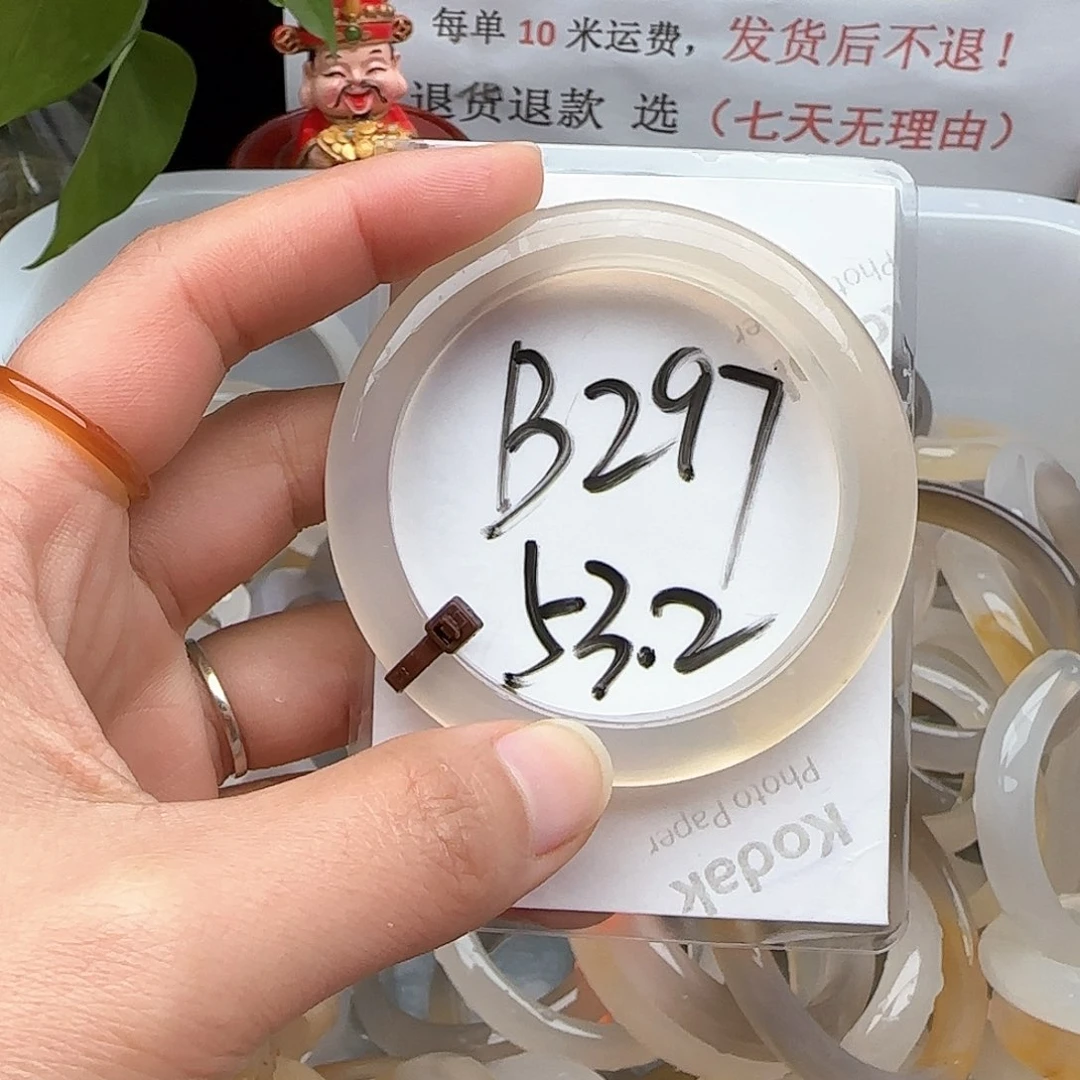 每单 10 米运费，发货后不退！
退货退款 选（七天无理由）
B297
53.2
Kodak
Photo Paper